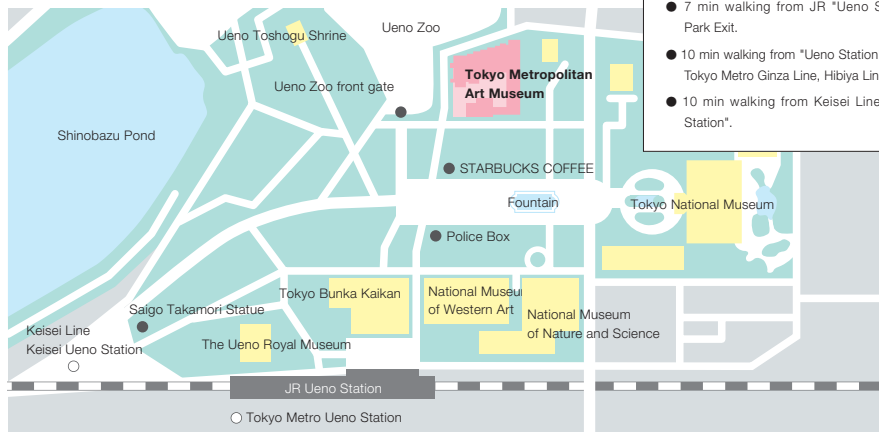 ● 7 min walking from JR "Ueno S
Park Exit.
● 10 min walking from "Ueno Station
Tokyo Metro Ginza Line, Hibiya Lin
● 10 min walking from Keisei Line
Station".
Ueno Zoo
Ueno Toshogu Shrine
Ueno Zoo front gate
Tokyo Metropolitan
Art Museum
Shinobazu Pond
STARBUCKS COFFEE
Fountain
Tokyo National Museum
Police Box
Tokyo Bunka Kaikan
National Museum
of Western Art
National Museum
of Nature and Science
Saigo Takamori Statue
Keisei Line
Keisei Ueno Station
The Ueno Royal Museum
JR Ueno Station
Tokyo Metro Ueno Station